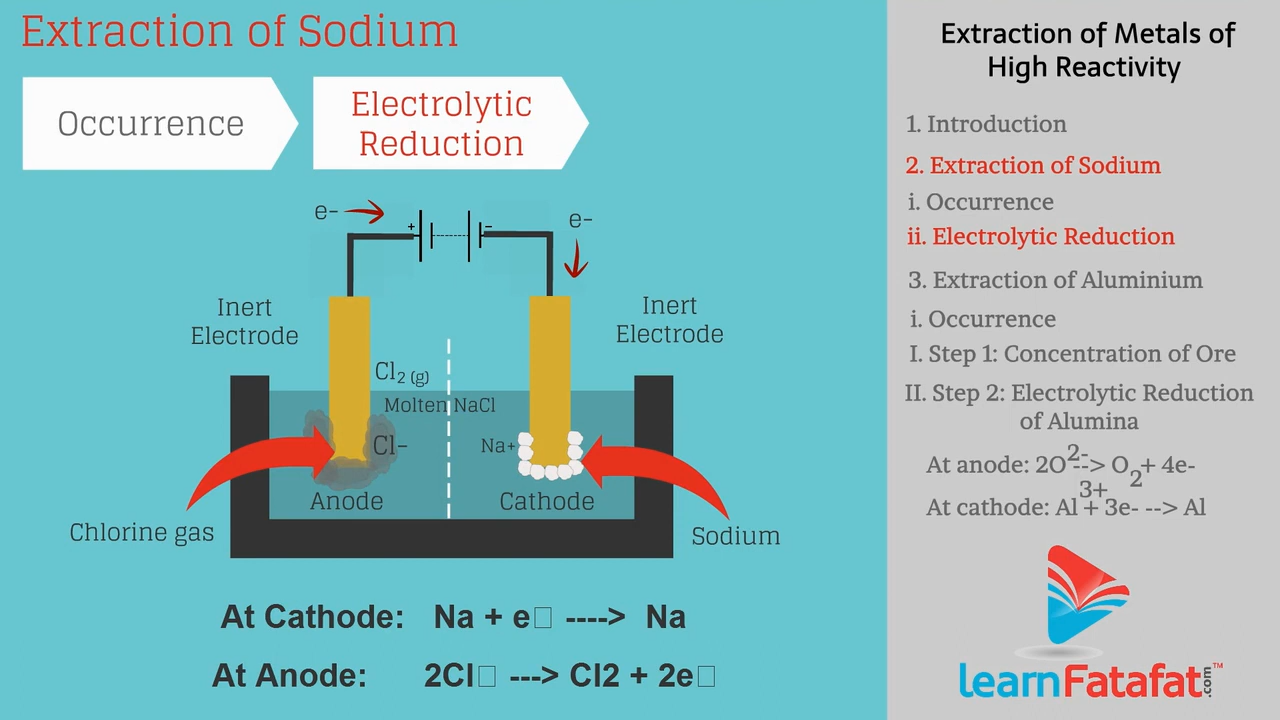 Extraction of Sodium
Occurrence
Electrolytic
Reduction
e-
+
-
e-
Inert
Electrode
Inert
Electrode
Cl2 (g)
Molten NaCl
Cl-
Na+
Anode
Cathode
Chlorine gas
Sodium
At Cathode: Na + e□ ----> Na
At Anode: 2Cl□ ---> Cl2 + 2e□
Extraction of Metals of
High Reactivity
1. Introduction
2. Extraction of Sodium
i. Occurrence
ii. Electrolytic Reduction
3. Extraction of Aluminium
i. Occurrence
I. Step 1: Concentration of Ore
II. Step 2: Electrolytic Reduction
of Alumina
At anode: 2O2- --> O2 + 4e-
At cathode: Al3+ + 3e- --> Al
learnFatafat.com™